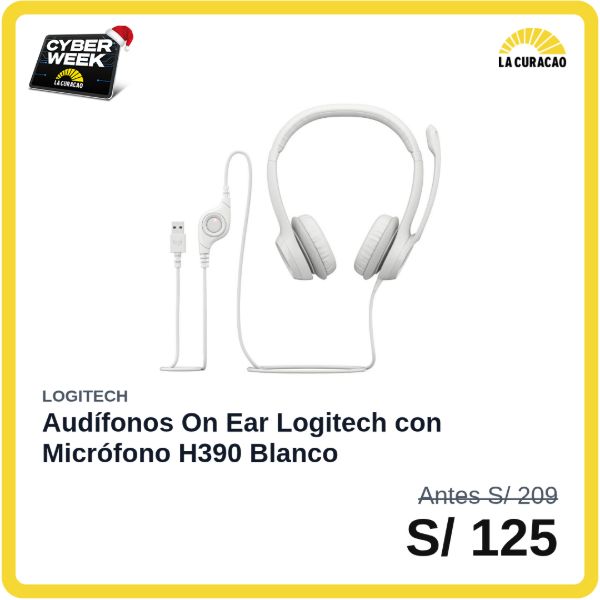 CYBER
WEEK
LA CURACAO
LA CURACAO
LOGITECH
Audífonos On Ear Logitech con
Micrófono H390 Blanco
Antes S/ 209
S/ 125